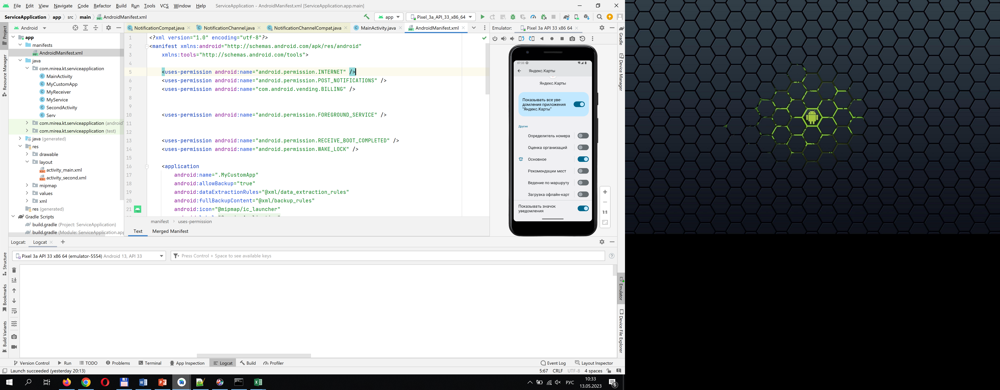 File Edit View Navigate Code Refactor Build Run Tools VCS Window Help ServiceApplication - AndroidManifest.xml [ServiceApplication.app.main]
ServiceApplication app src main AndroidManifest.xml
app Pixel_3a_API_33_x86_64
Project
Resource Manager
Structure
Bookmarks
Build Variants
Android
app
manifests
AndroidManifest.xml
java
com.mirea.kt.serviceapplication
MainActivity
MyCustomApp
MyReceiver
MyService
SecondActivity
Serv
com.mirea.kt.serviceapplication (android
com.mirea.kt.serviceapplication (test)
java (generated)
res
drawable
layout
activity_main.xml
activity_second.xml
mipmap
values
xml
res (generated)
Gradle Scripts
build.gradle (Project: ServiceApplication)
build.gradle (Module: ServiceApplication.app
NotificationCompat.java NotificationChannel.java NotificationChannelCompat.java MainActivity.java AndroidManifest.xml
1 <?xml version="1.0" encoding="utf-8"?>
2 <manifest xmlns:android="http://schemas.android.com/apk/res/android"
3 xmlns:tools="http://schemas.android.com/tools">
4
5 <uses-permission android:name="android.permission.INTERNET" />
6 <uses-permission android:name="android.permission.POST_NOTIFICATIONS" />
7 <uses-permission android:name="com.android.vending.BILLING" />
8
9
10 <uses-permission android:name="android.permission.FOREGROUND_SERVICE" />
11
12
13 <uses-permission android:name="android.permission.RECEIVE_BOOT_COMPLETED" />
14 <uses-permission android:name="android.permission.WAKE_LOCK" />
15
16 <application
17 android:name=".MyCustomApp"
18 android:allowBackup="true"
19 android:dataExtractionRules="@xml/data_extraction_rules"
20 android:fullBackupContent="@xml/backup_rules"
21 android:icon="@mipmap/ic_launcher"
manifest uses-permission
Text Merged Manifest
Emulator: Pixel 3a API 33 x86 64
07:33
Яндекс.Карты
Яндекс.Карты
Показывать все уве-
домления приложения
"Яндекс.Карты"
Другие
Определитель номера
Оценка организаций
Основное
Рекомендации мест
Ведение по маршруту
Загрузка офлайн-карт
Показывать значок
уведомления
1:1
Gradle
Device Manager
Emulator
Device File Explorer
Logcat: Logcat
Pixel 3a API 33 x86 64 (emulator-5554) Android 13, API 33
Press Control + Space to see available keys
Version Control Run TODO Problems Terminal App Inspection Logcat Build Profiler Event Log Layout Inspector
Launch succeeded (yesterday 20:13) 5:67 CRLF UTF-8 4 spaces
РУС
10:33
13.05.2023
6